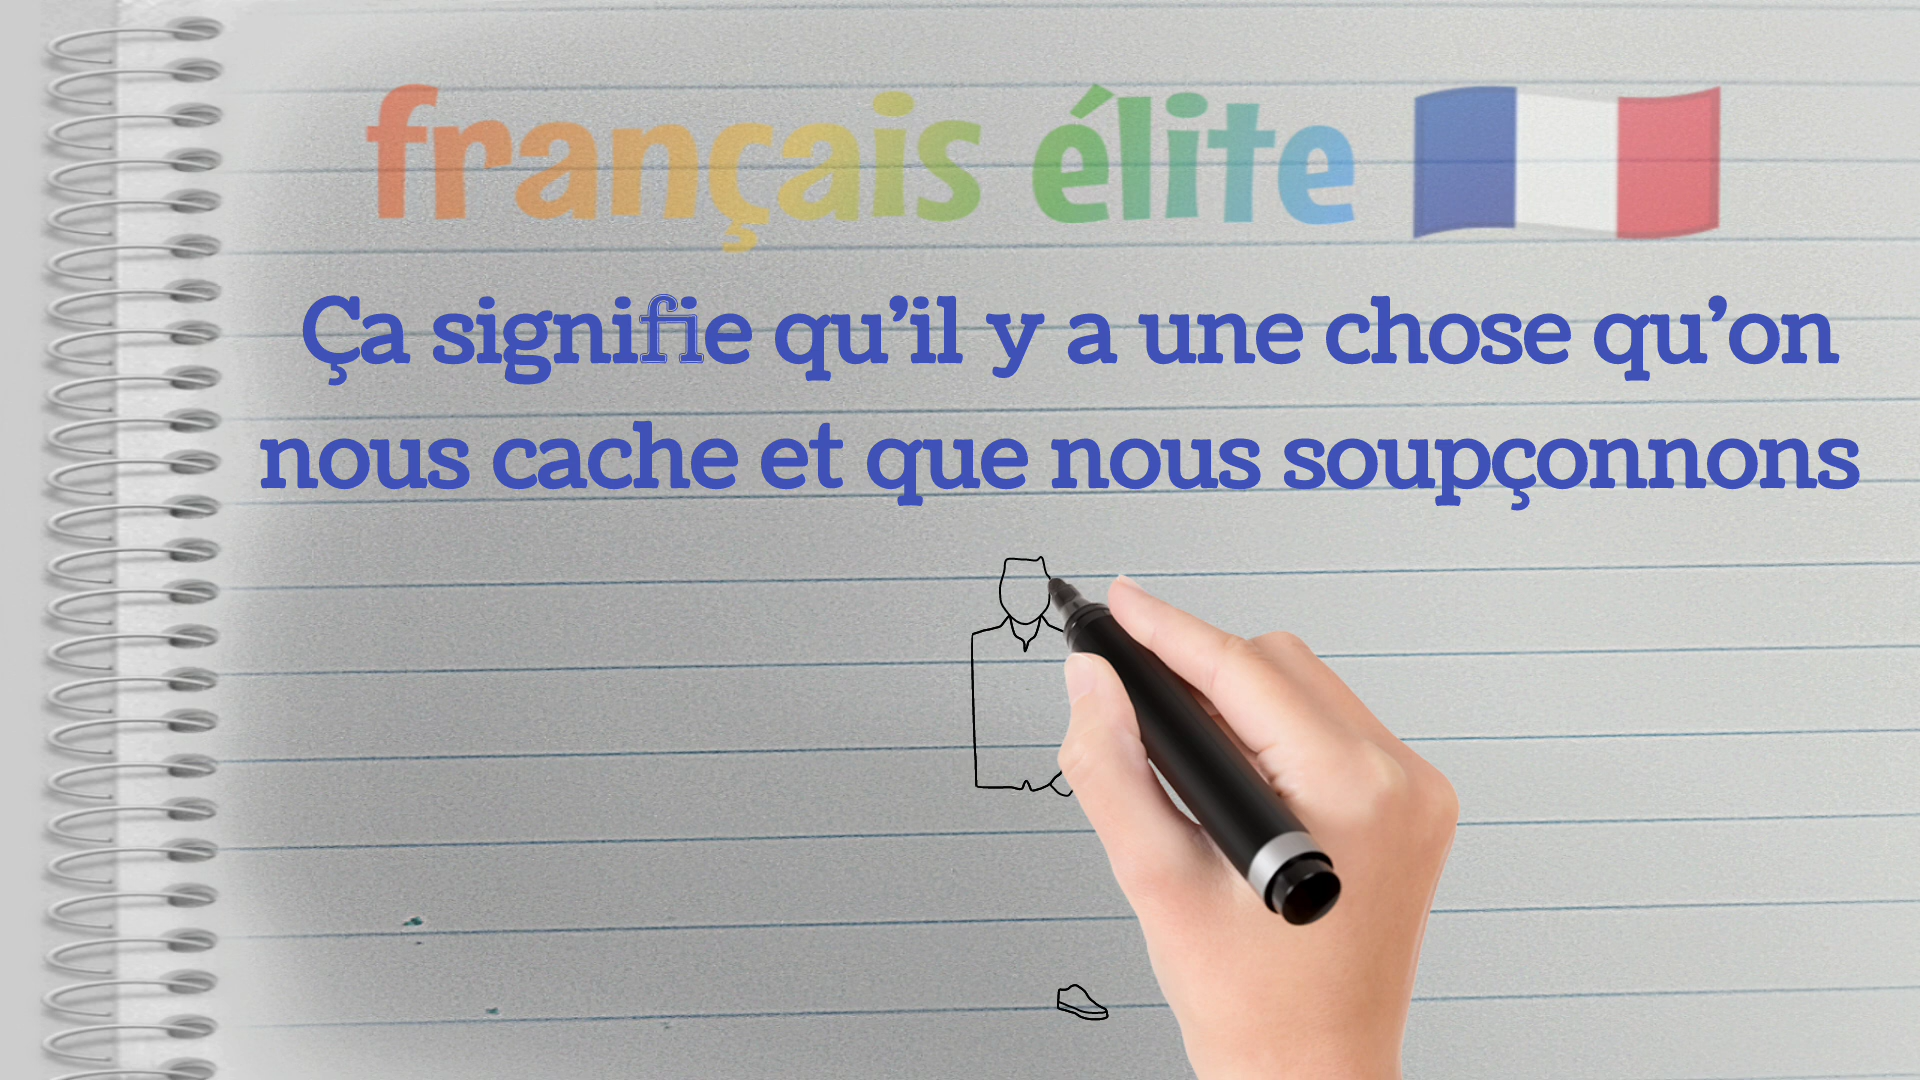 français élite
Ça signifie qu’il y a une chose qu’on
nous cache et que nous soupçonnons